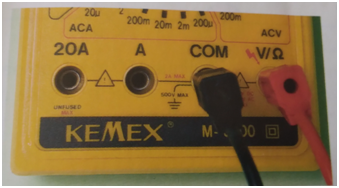 20µ
200m 20m 2m 200µ
200m
ACA
ACV
20A A COM V/Ω
UNFUSED
500V MAX
KEMEX®